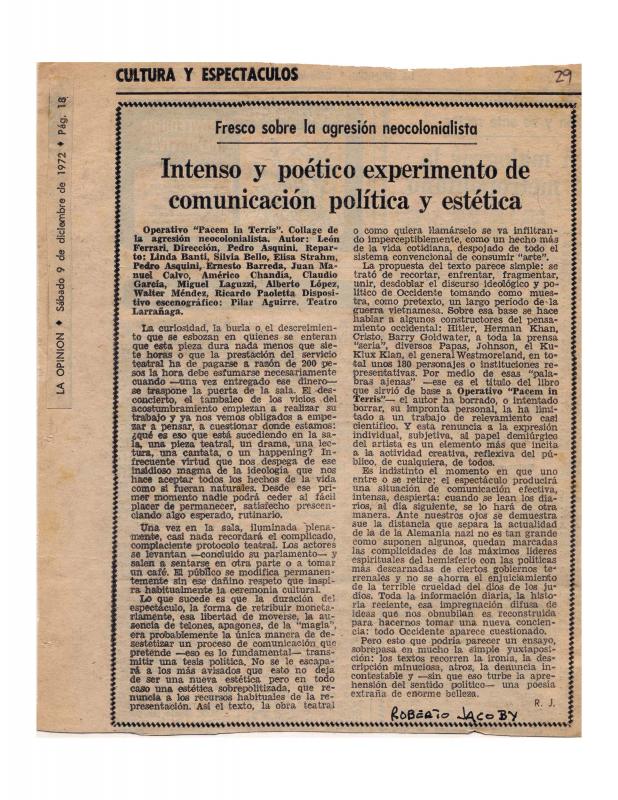 CULTURA Y ESPECTACULOS
29
LA OPINION ♦ Sábado 9 de diciembre de 1972 ♦ Pág. 18
Fresco sobre la agresión neocolonialista
Intenso y poético experimento de
comunicación política y estética
Operativo "Pacem in Terris". Collage de
la agresión neocolonialista. Autor: León
Ferrari. Dirección, Pedro Asquini. Repar-
to: Linda Banti, Silvia Bello, Elisa Strahm,
Pedro Asquini, Ernesto Barreda, Juan Ma-
nuel Calvo, Américo Chandía, Claudio
García, Miguel Laguzzi, Alberto López,
Walter Méndez, Ricardo Paoletta Disposi-
tivo escenográfico: Pilar Aguirre. Teatro
Larrañaga.
La curiosidad, la burla o el descreimien-
to que se esbozan en quienes se enteran
que esta pieza dura nada menos que sie-
te horas o que la prestación del servicio
teatral ha de pagarse a razón de 200 pe-
sos la hora debe esfumarse necesariamente
cuando —una vez entregado ese dinero—
se traspone la puerta de la sala. El des-
concierto, el tambaleo de los vicios del
acostumbramiento empiezan a realizar su
trabajo y ya nos vemos obligados a empe-
zar a pensar, a cuestionar donde estamos:
¿qué es eso que está sucediendo en la sa-
la, una pieza teatral, un drama, una lec-
tura, una cantata, o un happening? In-
frecuente virtud que nos despega de ese
insidioso magma de la ideología que nos
hace aceptar todos los hechos de la vida
como si fueran naturales. Desde ese pri-
mer momento nadie podrá ceder al fácil
placer de permanecer, satisfecho presen-
ciando algo esperado, rutinario.
Una vez en la sala, iluminada plena-
mente, casi nada recordará el complicado,
complaciente protocolo teatral. Los actores
se levantan —concluido su parlamento— y
salen a sentarse en otra parte o a tomar
un café. El público se modifica permanen-
temente sin ese dañino respeto que inspi-
ra habitualmente la ceremonia cultural.
Lo que sucede es que la duración del
espectáculo, la forma de retribuir moneta-
riamente, esa libertad de moverse, la au-
sencia de telones, apagones, de la "magia",
era probablemente la única manera de de-
sestetizar un proceso de comunicación que
pretende —eso es lo fundamental— trans-
mitir una tesis política. No se le escapa-
rá a los más avisados que esto no deja
de ser una nueva estética pero en todo
caso una estética sobrepolitizada, que re-
nuncia a los recursos habituales de la re-
presentación. Así el texto, la obra teatral
o como quiera llamárselo se va infiltran-
do imperceptiblemente, como un hecho más
de la vida cotidiana, despojado de todo el
sistema convencional de consumir "arte".
La propuesta del texto parece simple: se
trató de recortar, enfrentar, fragmentar,
unir, desdoblar el discurso ideológico y po-
lítico de Occidente tomando como mues-
tra, como pretexto, un largo período de la
guerra vietnamesa. Sobre esa base se hace
hablar a algunos constructores del pensa-
miento occidental: Hitler, Herman Khan,
Cristo, Barry Goldwater, a toda la prensa
"seria", diversos Papas, Johnson, el Ku-
Klux Klan, el general Westmoreland, en to-
tal unos 180 personajes o instituciones re-
presentativas. Por medio de esas "pala-
bras ajenas" —ese es el título del libro
que sirvió de base a Operativo "Pacem in
Terris"— el autor ha borrado, o intentado
borrar, su impronta personal, la ha limi-
tado a un trabajo de relevamiento casi
científico. Y esta renuncia a la expresión
individual, subjetiva, al papel demiúrgico
del artista es un elemento más que incita
a la actividad creativa, reflexiva del pú-
blico, de cualquiera, de todos.
Es indistinto el momento en que uno
entre o se retire; el espectáculo producirá
una situación de comunicación efectiva,
intensa, despierta: cuando se lean los dia-
rios, al día siguiente, se lo hará de otra
manera. Ante nuestros ojos se demuestra
sue la distancia que separa la actualidad
de la de Alemania nazi no es tan grande
como suponen algunos, quedan marcadas
las complicidades de los máximos líderes
espirituales del hemisferio con las políticas
más descarnadas de ciertos gobiernos te-
rrenales y no se ahorra el enjuiciamiento
de la terrible crueldad del dios de los ju-
díos. Toda la información diaria, la histo-
ria reciente, esa impregnación difusa de
ideas que nos obnubilan es reconstruida
para hacernos tomar una nueva concien-
cia: todo Occidente aparece cuestionado.
Pero esto que podría parecer un ensayo,
sobrepasa en mucho la simple yuxtaposi-
ción: los textos recorren la ironía, la des-
cripción minuciosa, atroz, la denuncia in-
contestable y —sin que eso turbe la apre-
hensión del sentido político— una poesía
extraña de enorme belleza.
R. J.
ROBERTO JACOBY